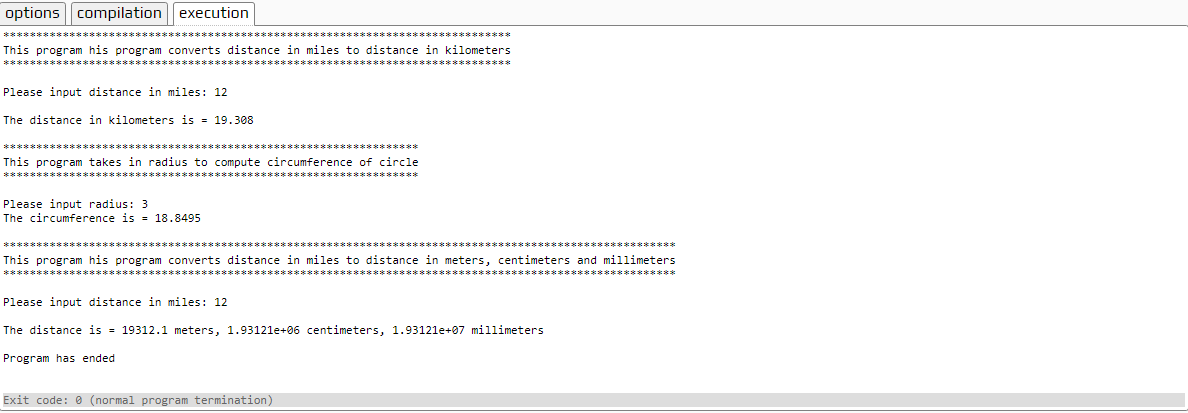 options compilation execution
*****************************************************************************
This program his program converts distance in miles to distance in kilometers
*****************************************************************************
Please input distance in miles: 12
The distance in kilometers is = 19.308
***************************************************************
This program takes in radius to compute circumference of circle
***************************************************************
Please input radius: 3
The circumference is = 18.8495
******************************************************************************************************
This program his program converts distance in miles to distance in meters, centimeters and millimeters
******************************************************************************************************
Please input distance in miles: 12
The distance is = 19312.1 meters, 1.93121e+06 centimeters, 1.93121e+07 millimeters
Program has ended
Exit code: 0 (normal program termination)